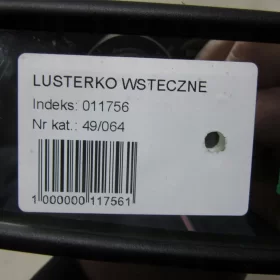 LUSTERKO WSTECZNE
Indeks: 011756
Nr kat.: 49/064
1 000000 117561